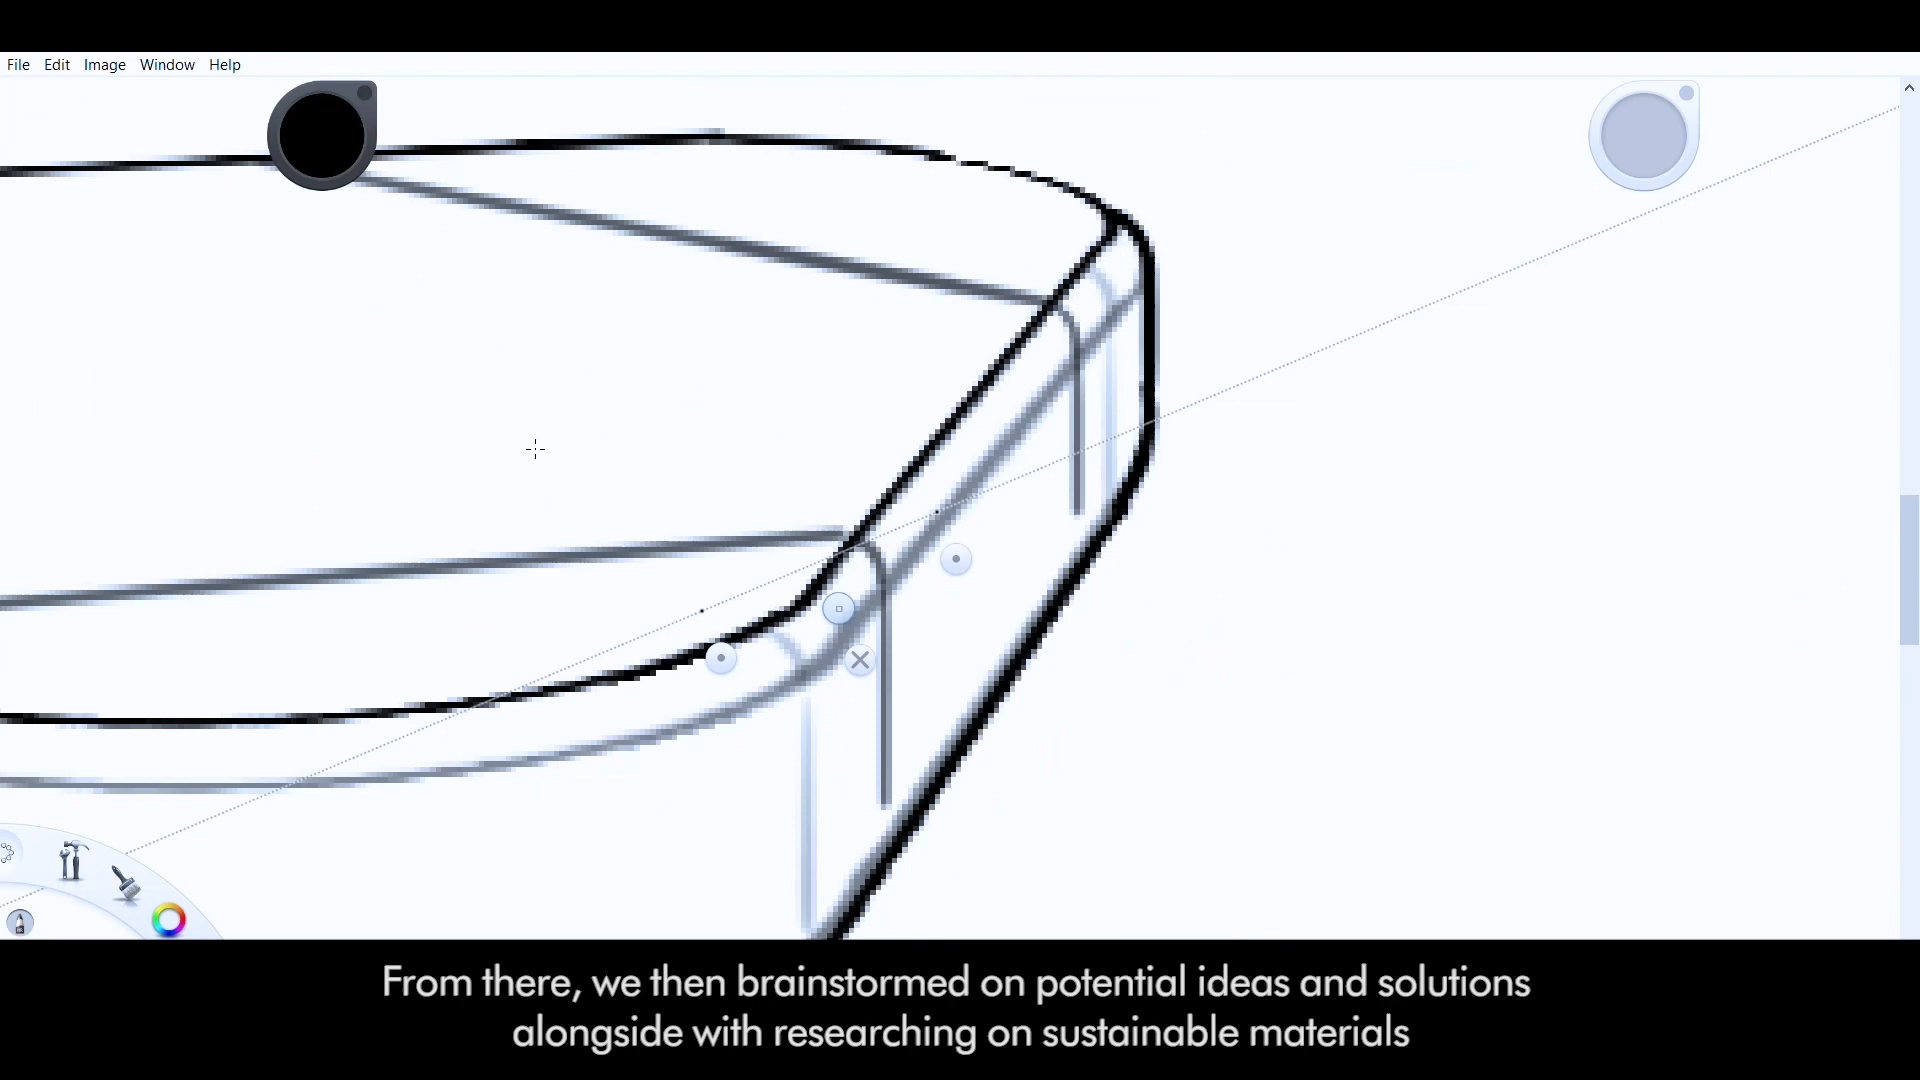 File Edit Image Window Help
From there, we then brainstormed on potential ideas and solutions
alongside with researching on sustainable materials